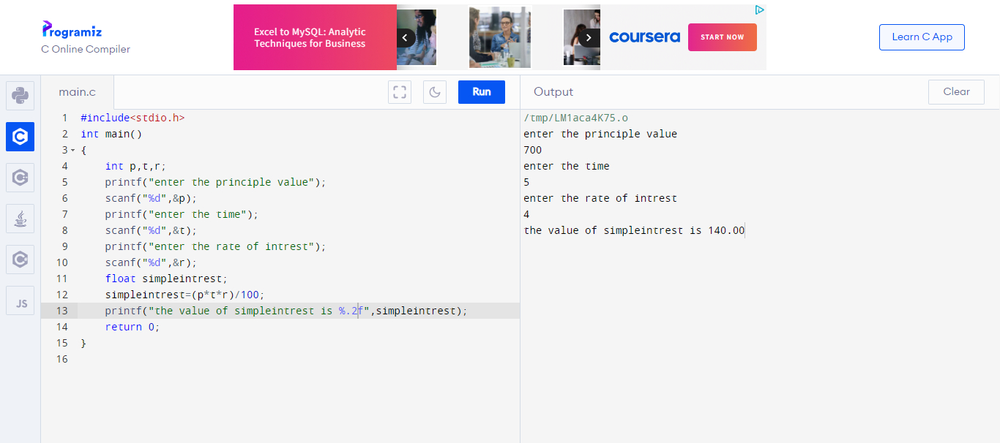 Programiz
C Online Compiler
Excel to MySQL: Analytic
Techniques for Business
coursera
START NOW
Learn C App
main.c
Run
Output
Clear
JS
1 #include<stdio.h>
2 int main()
3 {
4 int p,t,r;
5 printf("enter the principle value");
6 scanf("%d",&p);
7 printf("enter the time");
8 scanf("%d",&t);
9 printf("enter the rate of intrest");
10 scanf("%d",&r);
11 float simpleintrest;
12 simpleintrest=(p*t*r)/100;
13 printf("the value of simpleintrest is %.2f",simpleintrest);
14 return 0;
15 }
16
/tmp/LM1aca4K75.o
enter the principle value
700
enter the time
5
enter the rate of intrest
4
the value of simpleintrest is 140.00